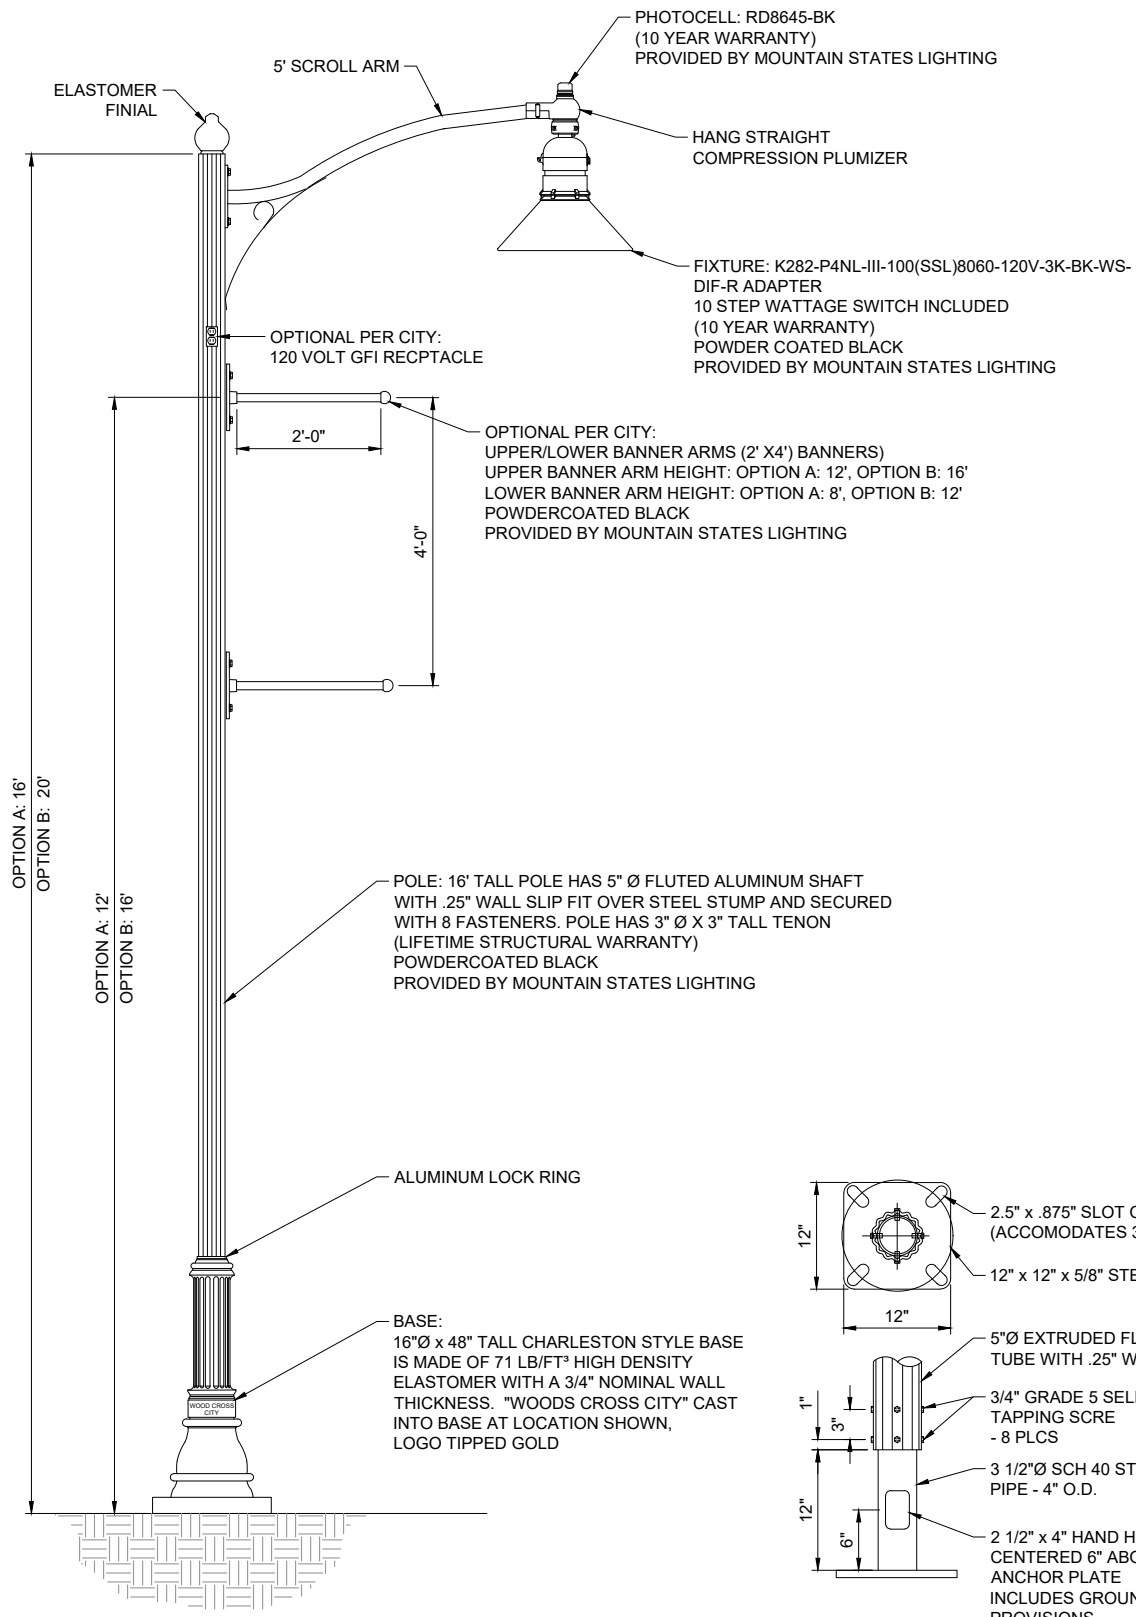 PHOTOCELL: RD8645-BK
(10 YEAR WARRANTY)
PROVIDED BY MOUNTAIN STATES LIGHTING
5' SCROLL ARM
ELASTOMER
FINIAL
HANG STRAIGHT
COMPRESSION PLUMIZER
FIXTURE: K282-P4NL-III-100(SSL)8060-120V-3K-BK-WS-
DIF-R ADAPTER
10 STEP WATTAGE SWITCH INCLUDED
(10 YEAR WARRANTY)
POWDER COATED BLACK
PROVIDED BY MOUNTAIN STATES LIGHTING
OPTIONAL PER CITY:
120 VOLT GFI RECPTACLE
2'-0"
OPTIONAL PER CITY:
UPPER/LOWER BANNER ARMS (2' X4') BANNERS)
UPPER BANNER ARM HEIGHT: OPTION A: 12', OPTION B: 16'
LOWER BANNER ARM HEIGHT: OPTION A: 8', OPTION B: 12'
POWDERCOATED BLACK
PROVIDED BY MOUNTAIN STATES LIGHTING
4'-0"
OPTION A: 16'
OPTION B: 20'
OPTION A: 12'
OPTION B: 16'
POLE: 16' TALL POLE HAS 5" Ø FLUTED ALUMINUM SHAFT
WITH .25" WALL SLIP FIT OVER STEEL STUMP AND SECURED
WITH 8 FASTENERS. POLE HAS 3" Ø X 3" TALL TENON
(LIFETIME STRUCTURAL WARRANTY)
POWDERCOATED BLACK
PROVIDED BY MOUNTAIN STATES LIGHTING
ALUMINUM LOCK RING
BASE:
16"Ø x 48" TALL CHARLESTON STYLE BASE
IS MADE OF 71 LB/FT³ HIGH DENSITY
ELASTOMER WITH A 3/4" NOMINAL WALL
THICKNESS. "WOODS CROSS CITY" CAST
INTO BASE AT LOCATION SHOWN,
LOGO TIPPED GOLD
WOOD CROSS
CITY
12"
12"
2.5" x .875" SLOT
(ACCOMODATES
12" x 12" x 5/8"
5"Ø EXTRUDED
TUBE WITH .25"
3/4" GRADE 5
TAPPING SCRE
- 8 PLCS
1"
3"
3 1/2"Ø SCH 40
PIPE - 4" O.D.
12"
6"
2 1/2" x 4" HAND
CENTERED 6"
ANCHOR PLATE
INCLUDES